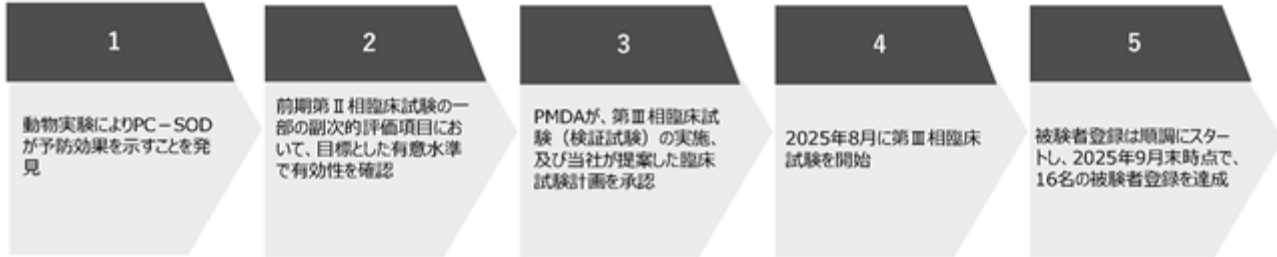 1
動物実験によりPC－SOD
が予防効果を示すことを発
見
2
前期第Ⅱ相臨床試験の一
部の副次的評価項目にお
いて、目標とした有意水準
で有効性を確認
3
PMDAが、第Ⅲ相臨床試
験（検証試験）の実施、
及び当社が提案した臨床
試験計画を承認
4
2025年8月に第Ⅲ相臨床
試験を開始
5
被験者登録は順調にスター
トし、2025年9月末時点で、
16名の被験者登録を達成